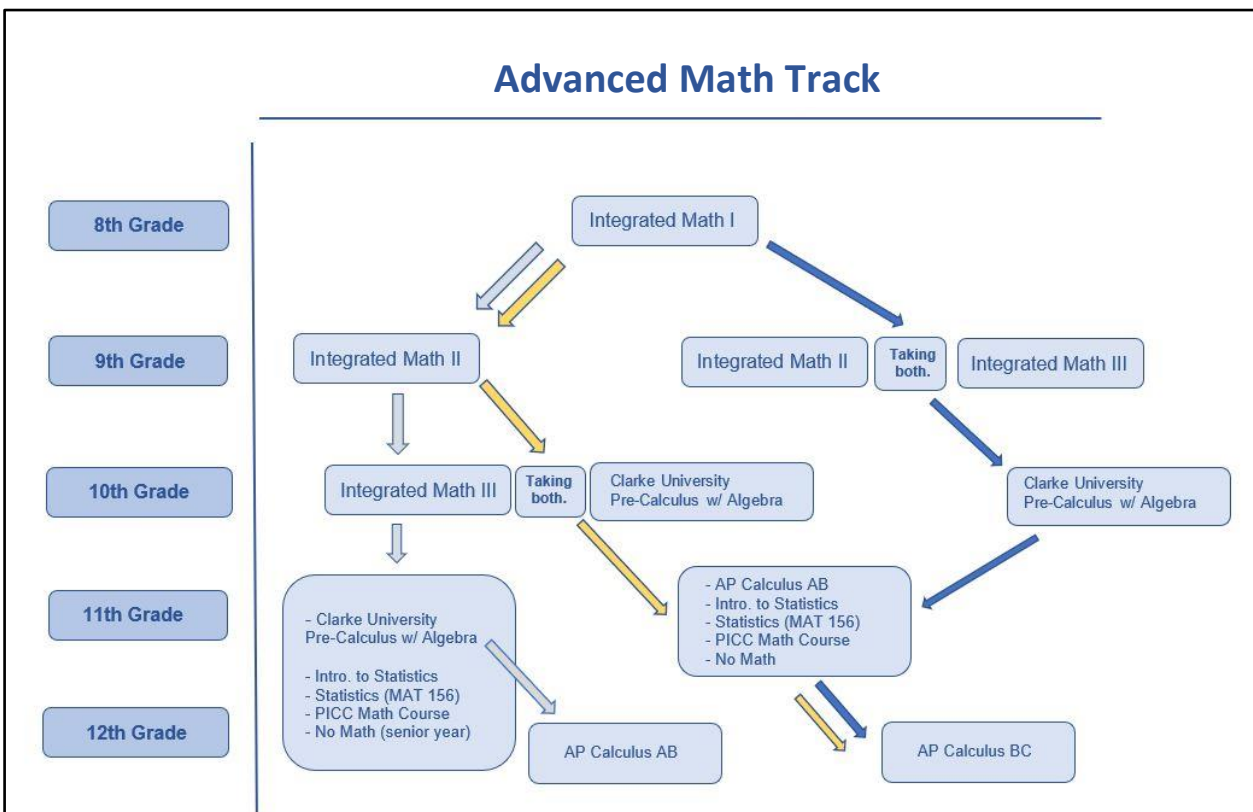 Advanced Math Track
8th Grade
Integrated Math I
9th Grade
Integrated Math II
Integrated Math II
Taking
both.
Integrated Math III
10th Grade
Integrated Math III
Taking
both.
Clarke University
Pre-Calculus w/ Algebra
Clarke University
Pre-Calculus w/ Algebra
11th Grade
- Clarke University
Pre-Calculus w/ Algebra
- Intro. to Statistics
- Statistics (MAT 156)
- PICC Math Course
- No Math (senior year)
- AP Calculus AB
- Intro. to Statistics
- Statistics (MAT 156)
- PICC Math Course
- No Math
12th Grade
AP Calculus AB
AP Calculus BC